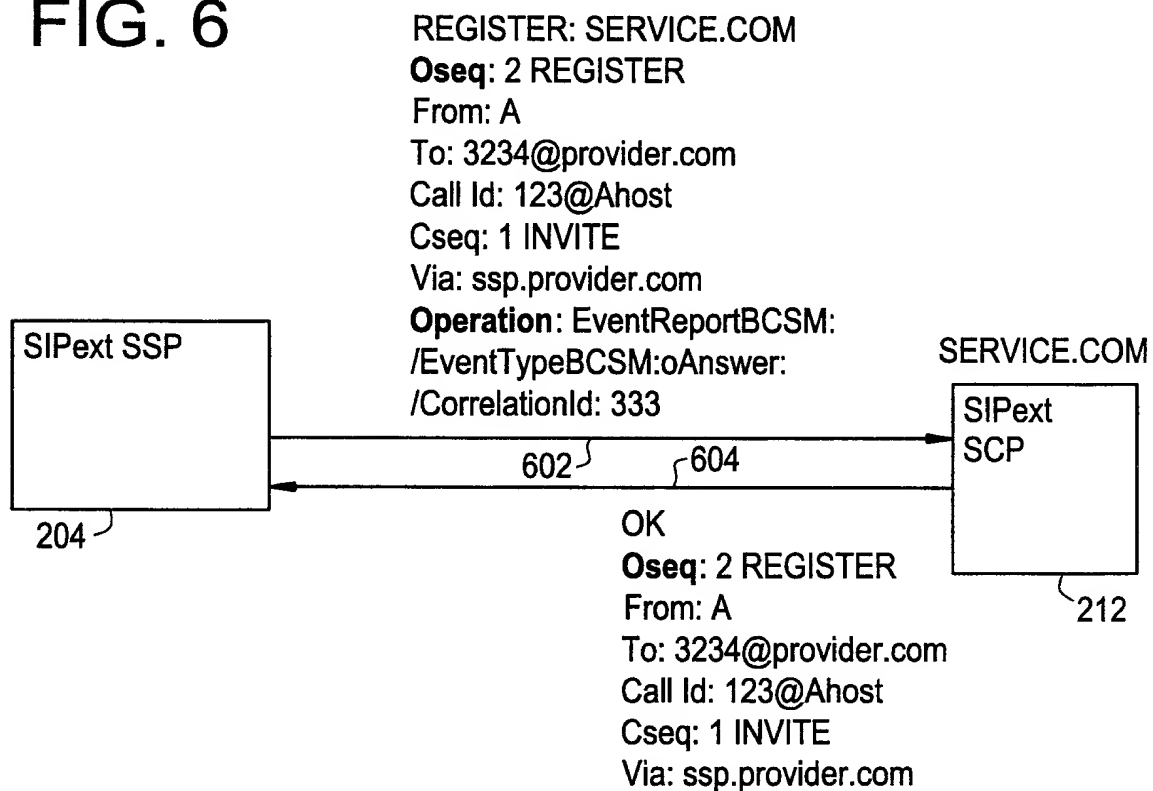 FIG. 6
REGISTER: SERVICE.COM
Oseq: 2 REGISTER
From: A
To: 3234@provider.com
Call Id: 123@Ahost
Cseq: 1 INVITE
Via: ssp.provider.com
Operation: EventReportBCSM:
/EventTypeBCSM:oAnswer:
/CorrelationId: 333
SIPext SSP
204
SERVICE.COM
SIPext
SCP
212
602
604
OK
Oseq: 2 REGISTER
From: A
To: 3234@provider.com
Call Id: 123@Ahost
Cseq: 1 INVITE
Via: ssp.provider.com